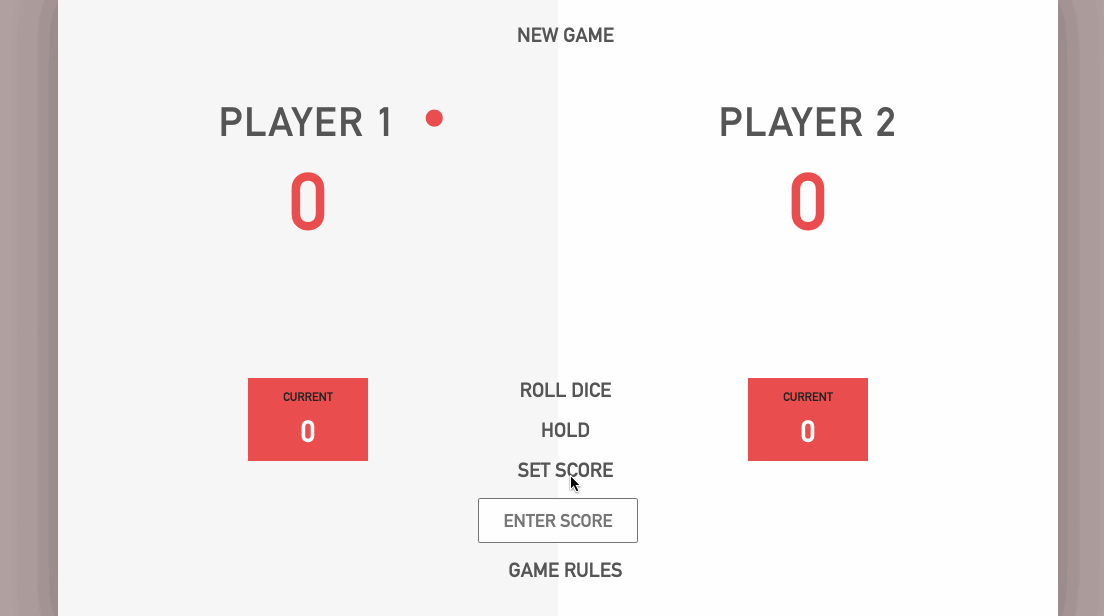 NEW GAME
PLAYER 1
PLAYER 2
0
0
CURRENT
0
CURRENT
0
ROLL DICE
HOLD
SET SCORE
ENTER SCORE
GAME RULES